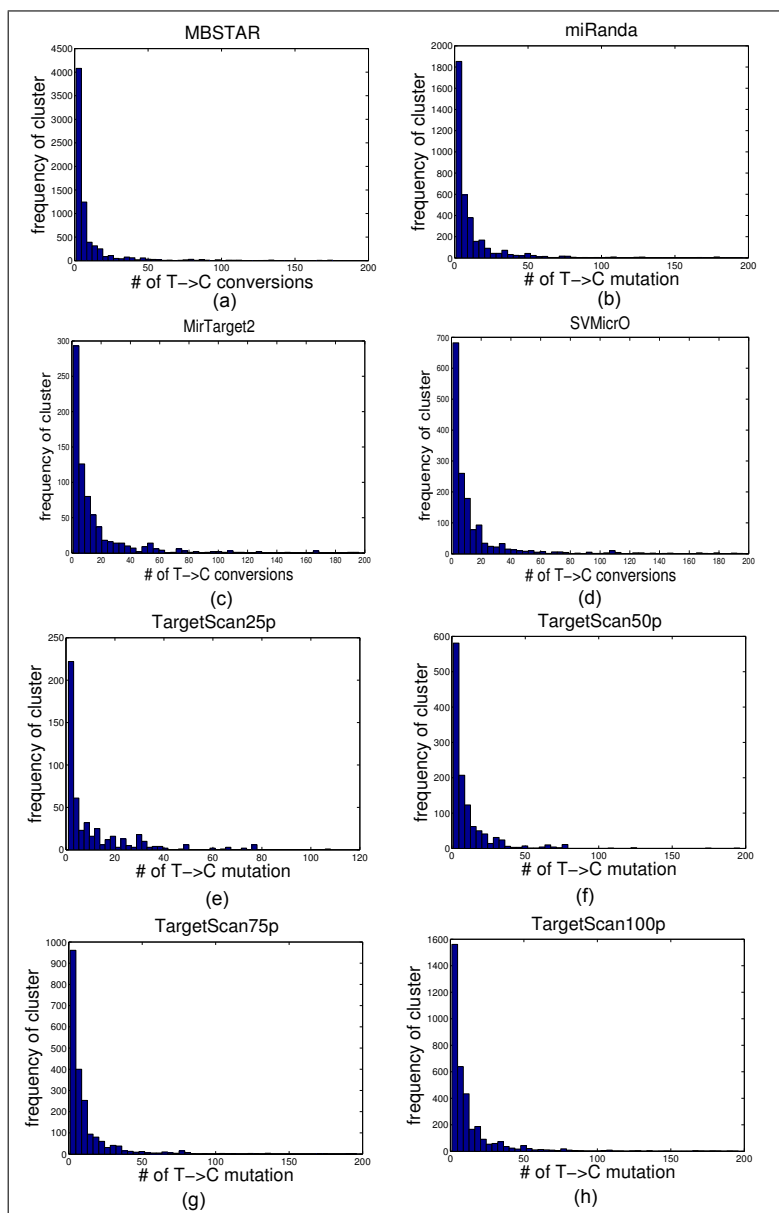 MBSTAR
4500
4000
3500
3000
2500
2000
1500
1000
500
0
0 50 100 150 200
frequency of cluster
# of T−>C conversions
(a)
miRanda
2000
1800
1600
1400
1200
1000
800
600
400
200
0
0 50 100 150 200
frequency of cluster
# of T−>C mutation
(b)
MirTarget2
300
250
200
150
100
50
0
0 20 40 60 80 100 120 140 160 180 200
frequency of cluster
# of T−>C conversions
(c)
SVMicrO
700
600
500
400
300
200
100
0
0 20 40 60 80 100 120 140 160 180 200
frequency of cluster
# of T−>C conversions
(d)
TargetScan25p
250
200
150
100
50
0
0 20 40 60 80 100 120
frequency of cluster
# of T−>C mutation
(e)
TargetScan50p
600
500
400
300
200
100
0
0 50 100 150 200
frequency of cluster
# of T−>C mutation
(f)
TargetScan75p
1000
900
800
700
600
500
400
300
200
100
0
0 50 100 150 200
frequency of cluster
# of T−>C mutation
(g)
TargetScan100p
1600
1400
1200
1000
800
600
400
200
0
0 50 100 150 200
frequency of cluster
# of T−>C mutation
(h)